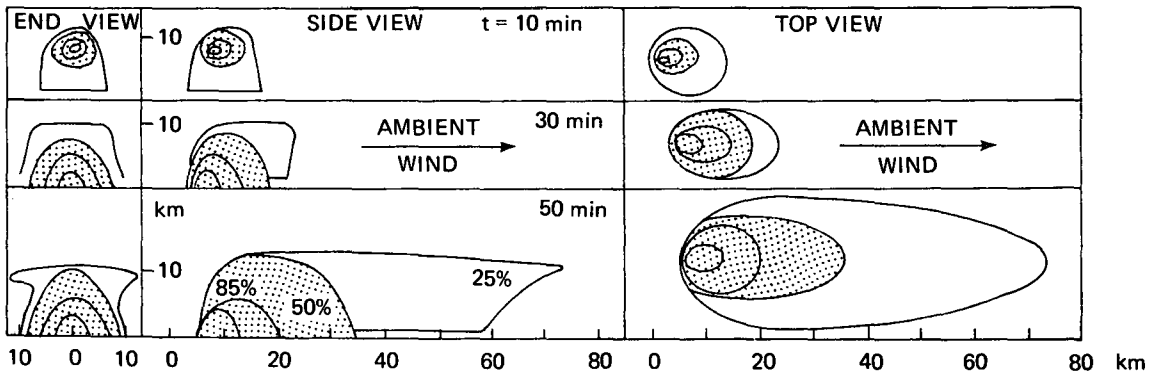 END VIEW
SIDE VIEW t = 10 min
TOP VIEW
10
10
AMBIENT
WIND
30 min
AMBIENT
WIND
km
50 min
10
85%
50%
25%
10 0 10
0 20 40 60 80
0 20 40 60 80 km